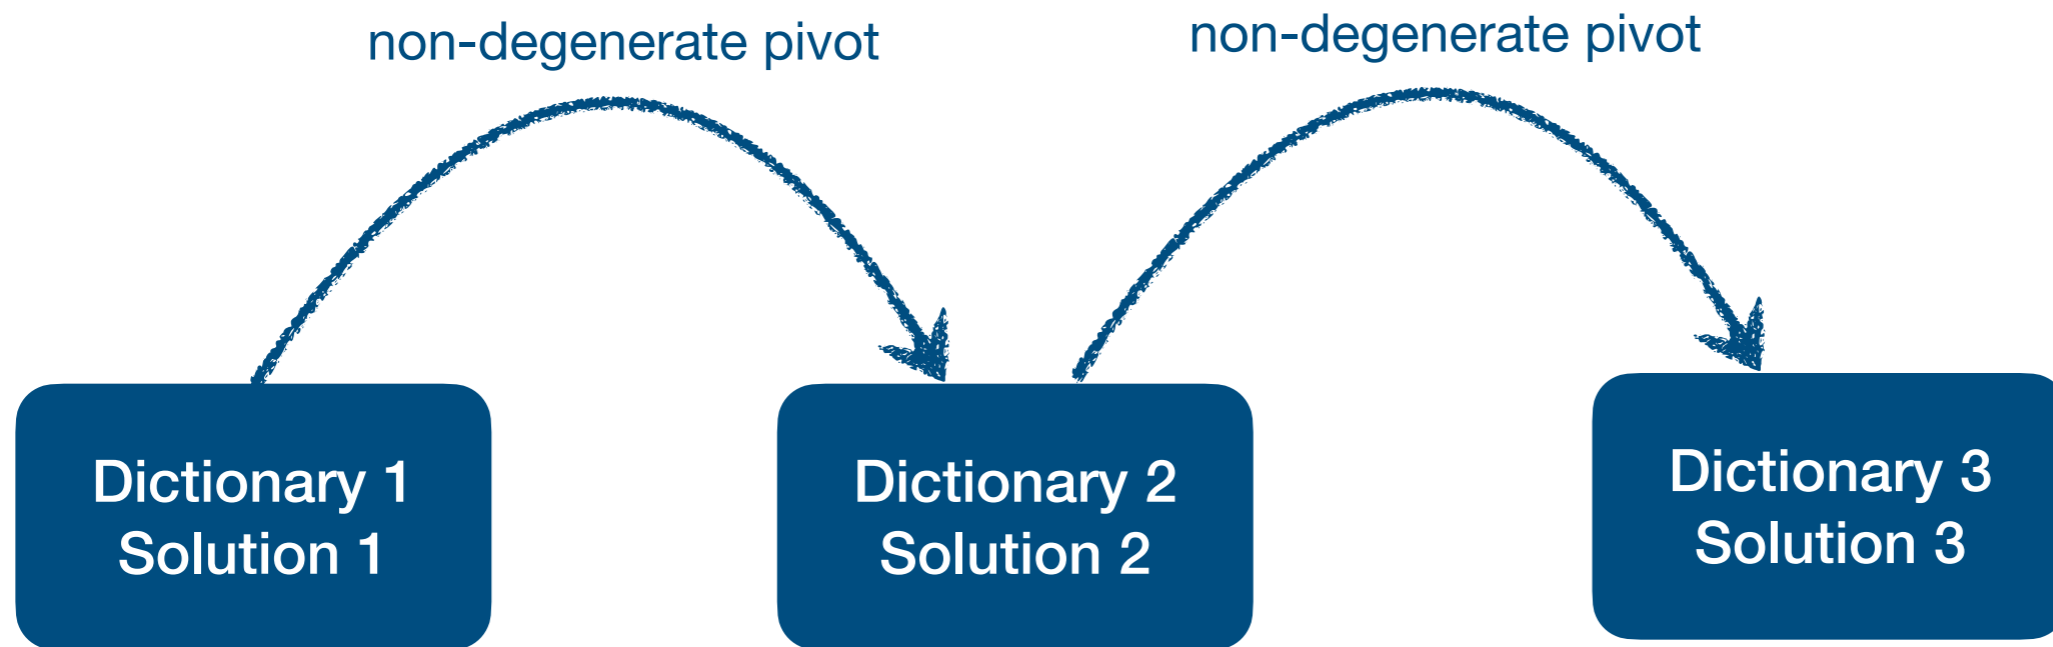 non-degenerate pivot
non-degenerate pivot
Dictionary 1
Solution 1
Dictionary 2
Solution 2
Dictionary 3
Solution 3